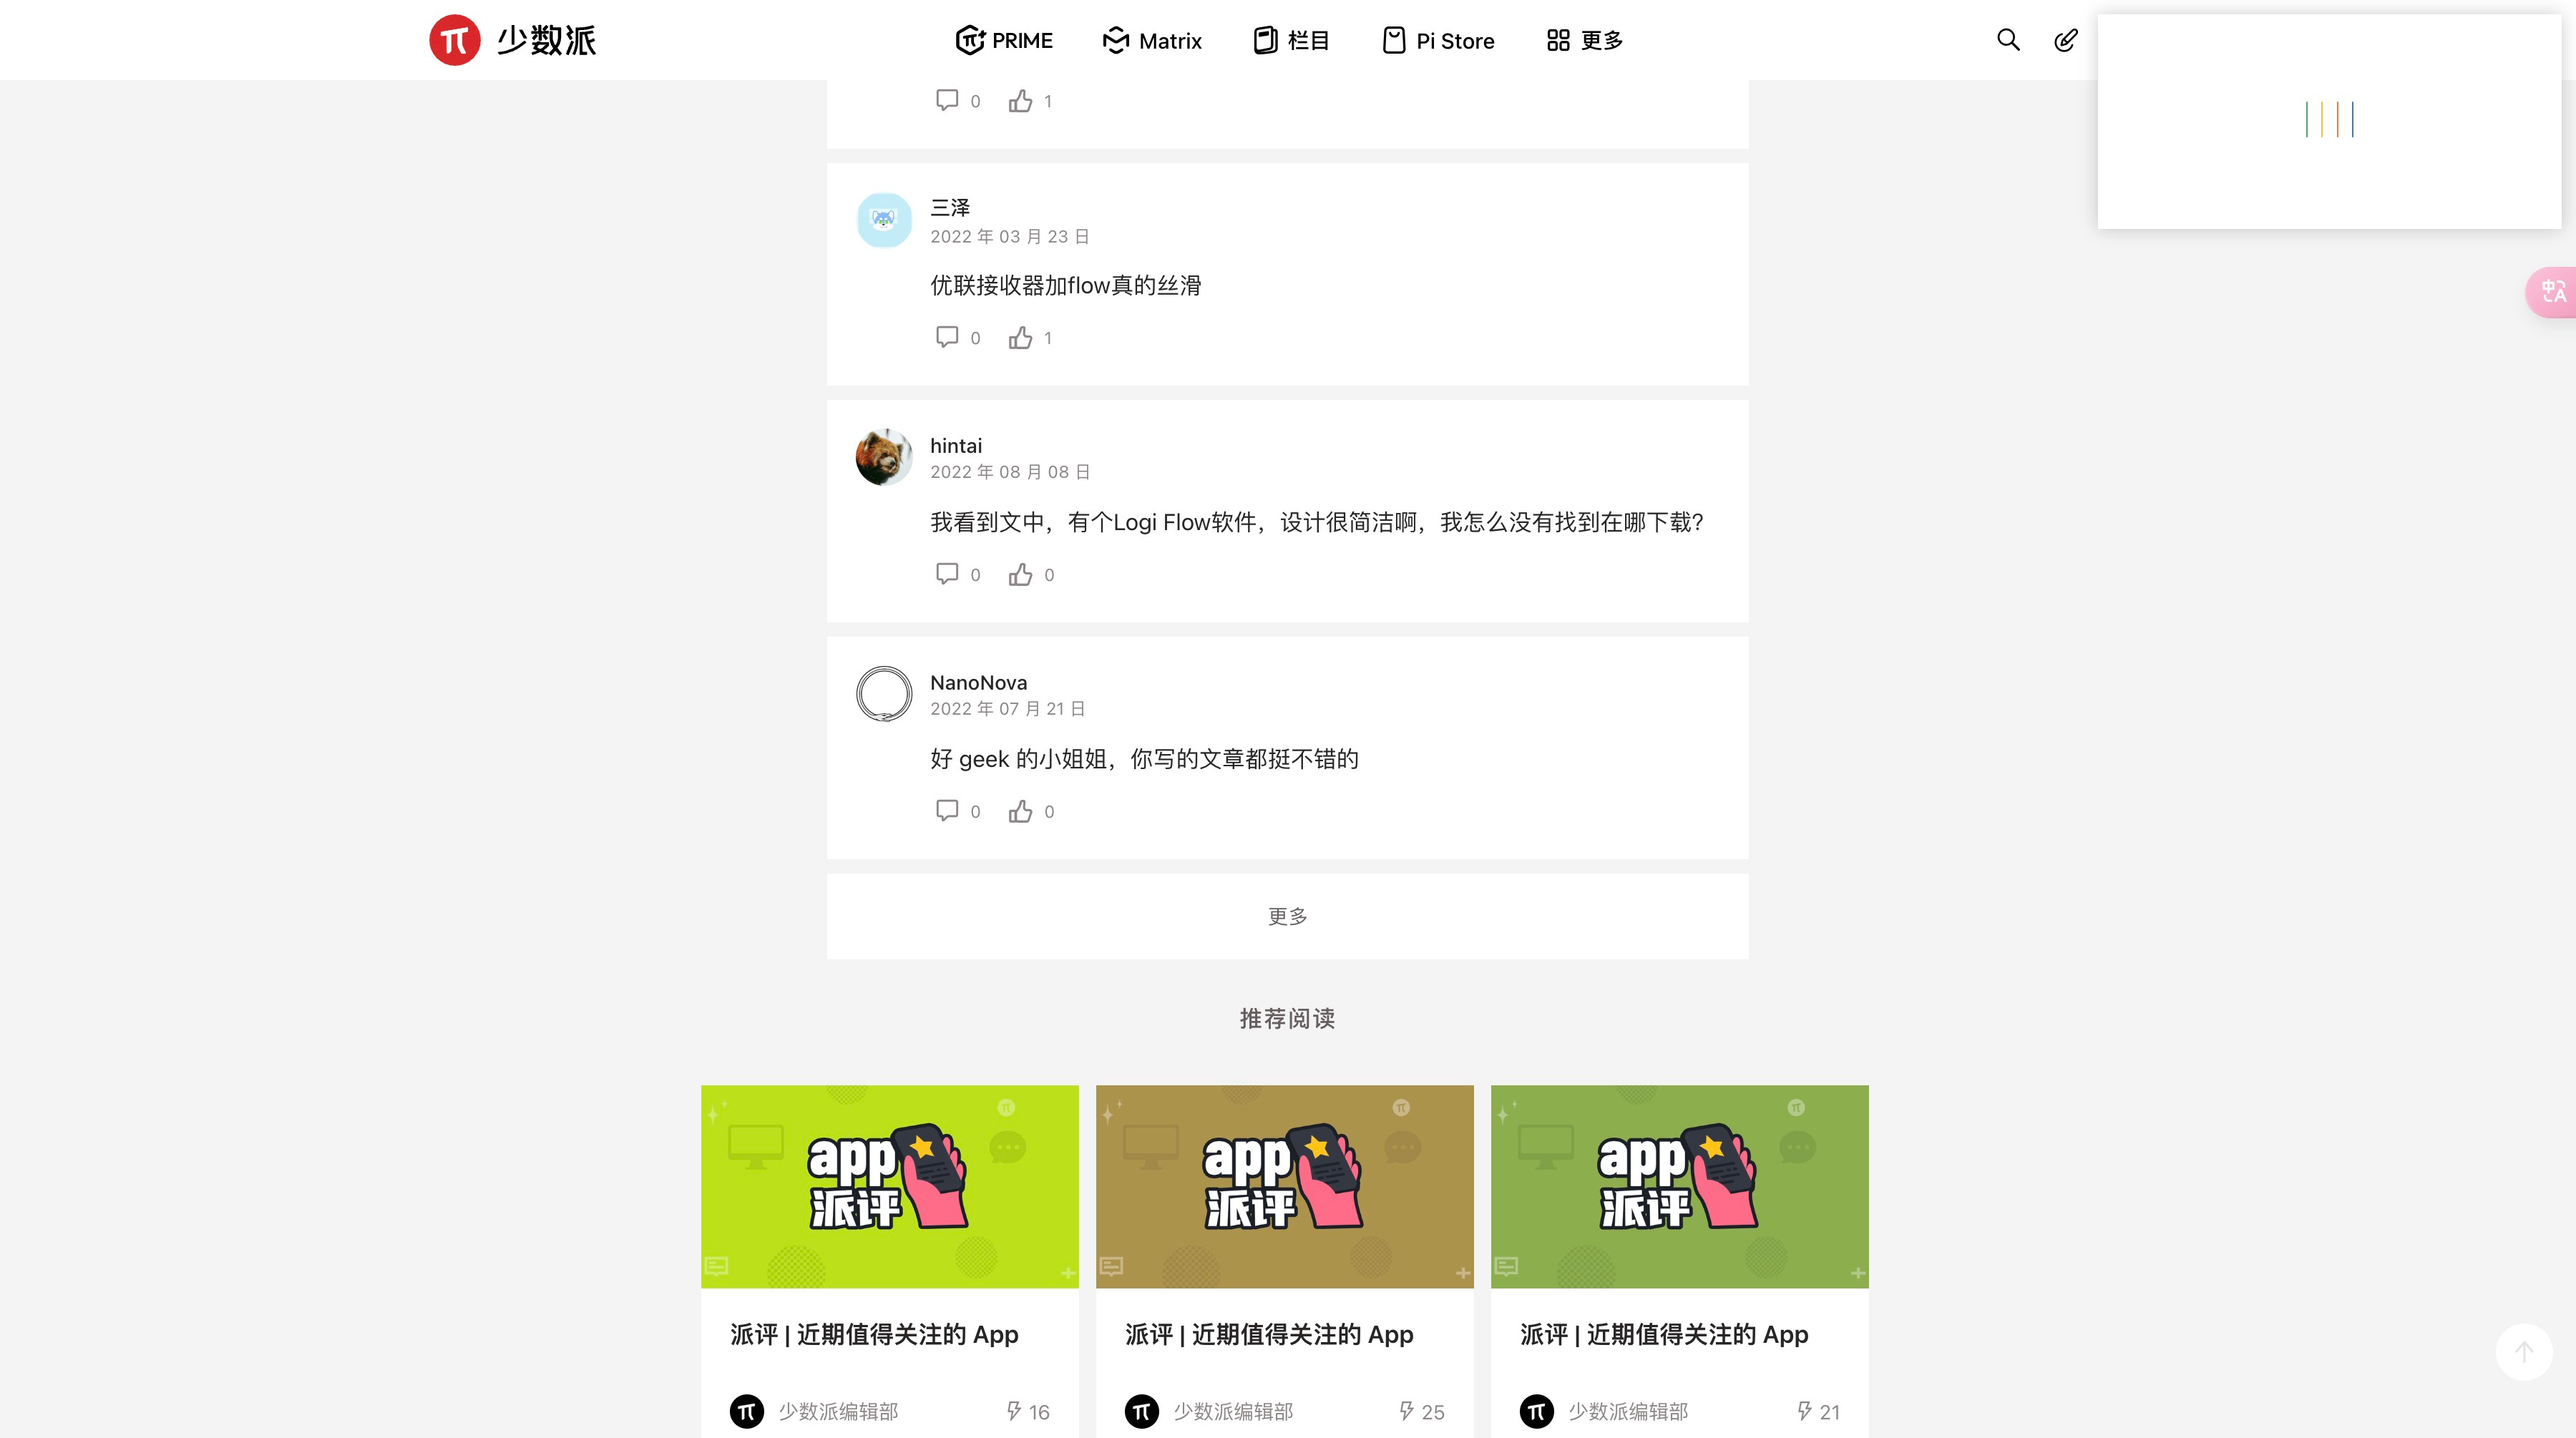 少数派
PRIME
Matrix
栏目
Pi Store
更多
0 1
三泽
2022 年 03 月 23 日
优联接收器加flow真的丝滑
0 1
hintai
2022 年 08 月 08 日
我看到文中，有个Logi Flow软件，设计很简洁啊，我怎么没有找到在哪下载？
0 0
NanoNova
2022 年 07 月 21 日
好 geek 的小姐姐，你写的文章都挺不错的
0 0
更多
推荐阅读
app
派评
派评 | 近期值得关注的 App
少数派编辑部 16
app
派评
派评 | 近期值得关注的 App
少数派编辑部 25
app
派评
派评 | 近期值得关注的 App
少数派编辑部 21